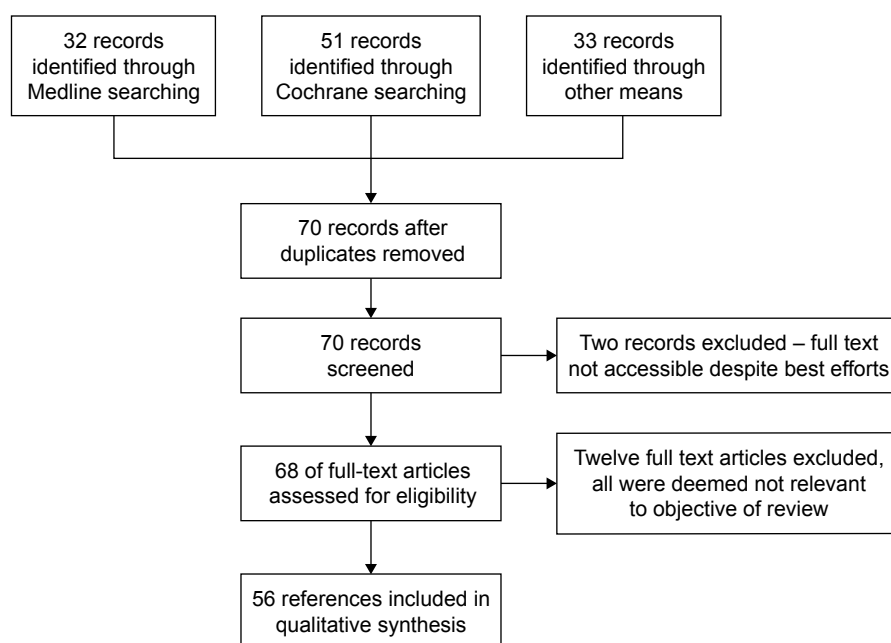 32 records
identified through
Medline searching
51 records
identified through
Cochrane searching
33 records
identified through
other means
70 records after
duplicates removed
70 records
screened
Two records excluded – full text
not accessible despite best efforts
68 of full-text articles
assessed for eligibility
Twelve full text articles excluded,
all were deemed not relevant
to objective of review
56 references included in
qualitative synthesis